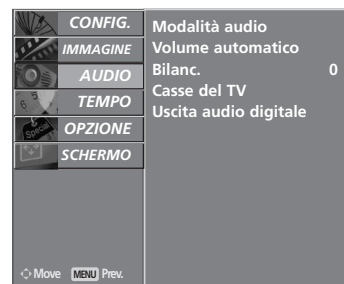 CONFIG.
IMMAGINE
AUDIO
TEMPO
OPZIONE
SCHERMO
Modalità audio
Volume automatico
Bilanc. 0
Casse del TV
Uscita audio digitale
Move MENU Prev.